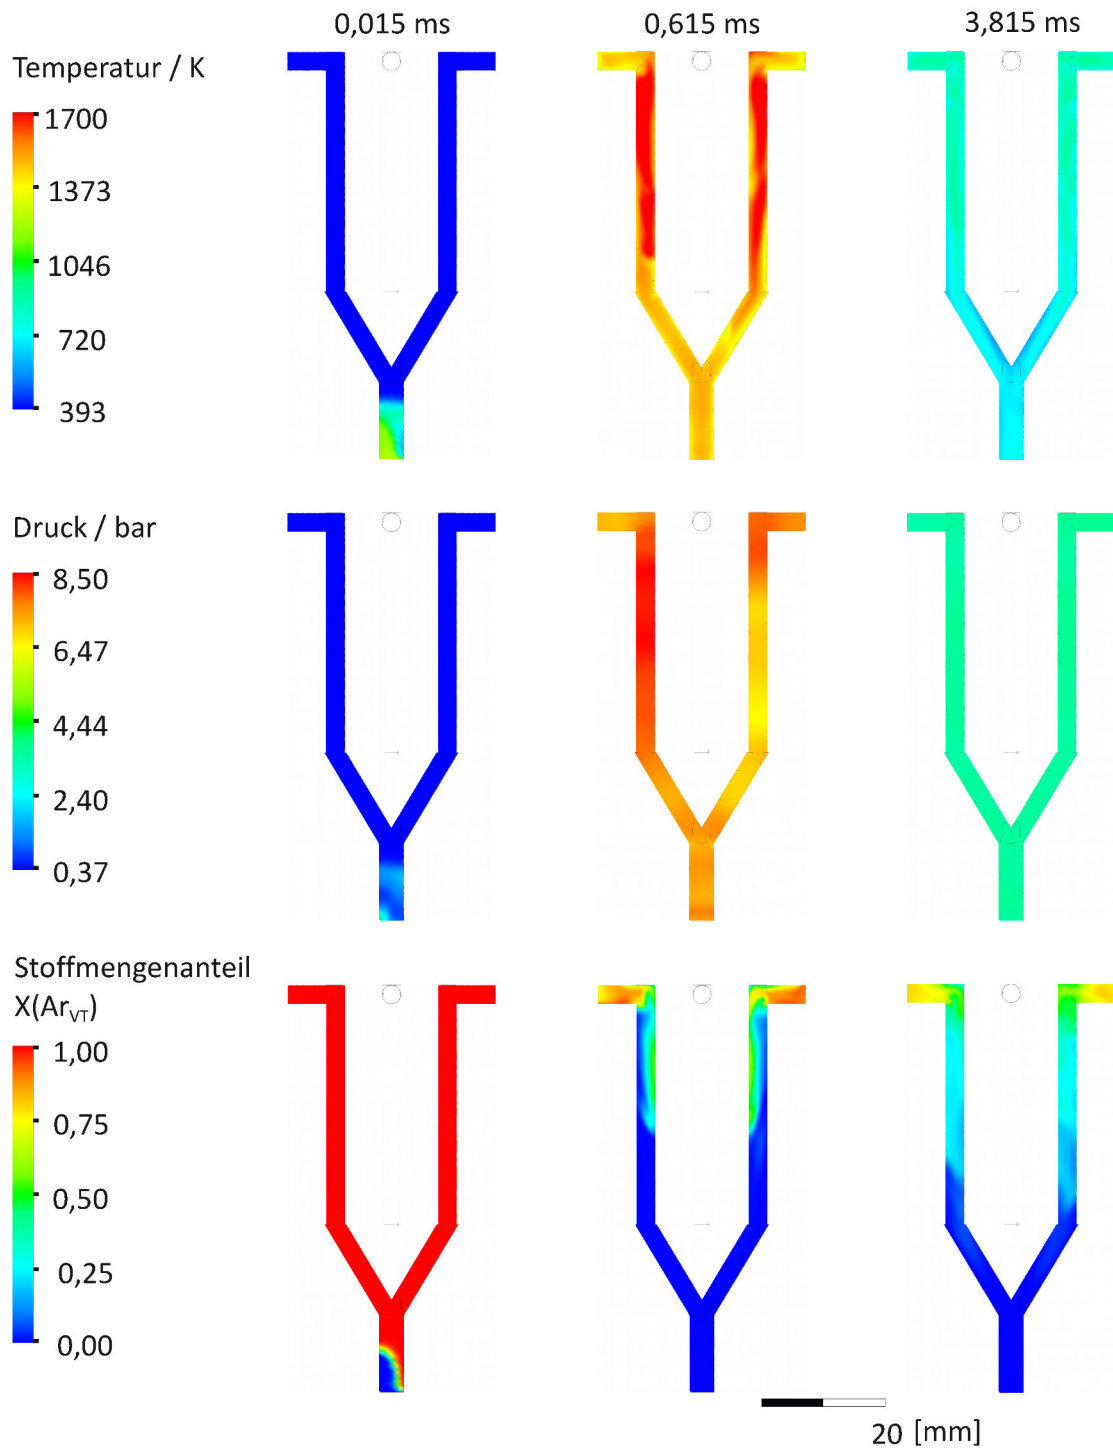 0,015 ms
0,615 ms
3,815 ms
Temperatur / K
1700
1373
1046
720
393
Druck / bar
8,50
6,47
4,44
2,40
0,37
Stoffmengenanteil
X(Ar_VT)
1,00
0,75
0,50
0,25
0,00
20 [mm]